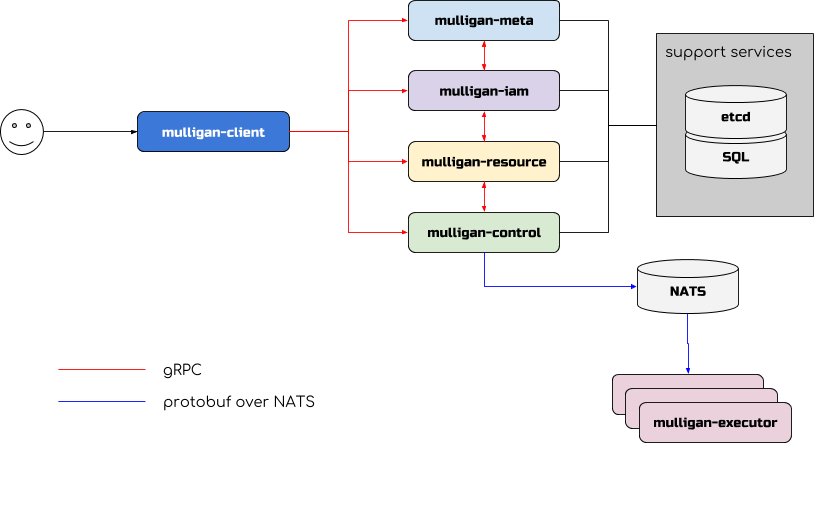 mulligan-meta
support services
mulligan-iam
etcd
mulligan-client
mulligan-resource
SQL
mulligan-control
NATS
gRPC
protobuf over NATS
mulligan-executor